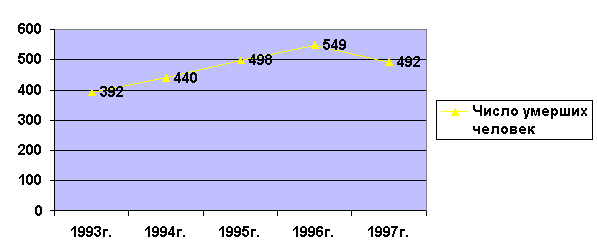 600
500
400
300
200
100
0
392
440
498
549
492
1993г.
1994г.
1995г.
1996г.
1997г.
Число умерших
человек